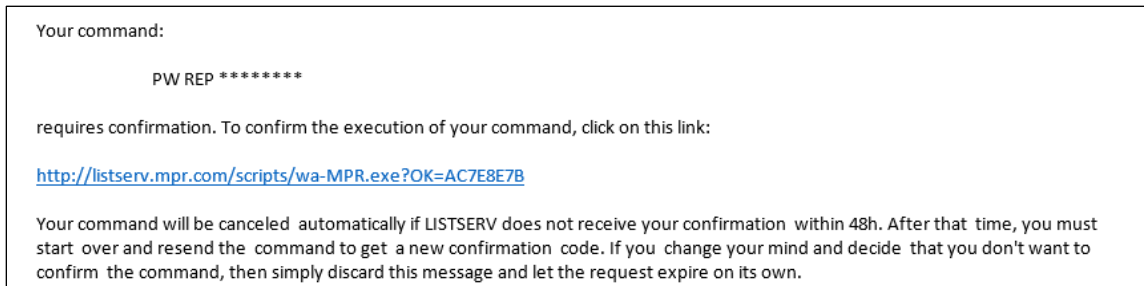 Your command:
PW REP ********
requires confirmation. To confirm the execution of your command, click on this link:
http://listserv.mpr.com/scripts/wa-MPR.exe?OK=AC7E8E7B
Your command will be canceled automatically if LISTSERV does not receive your confirmation within 48h. After that time, you must
start over and resend the command to get a new confirmation code. If you change your mind and decide that you don't want to
confirm the command, then simply discard this message and let the request expire on its own.